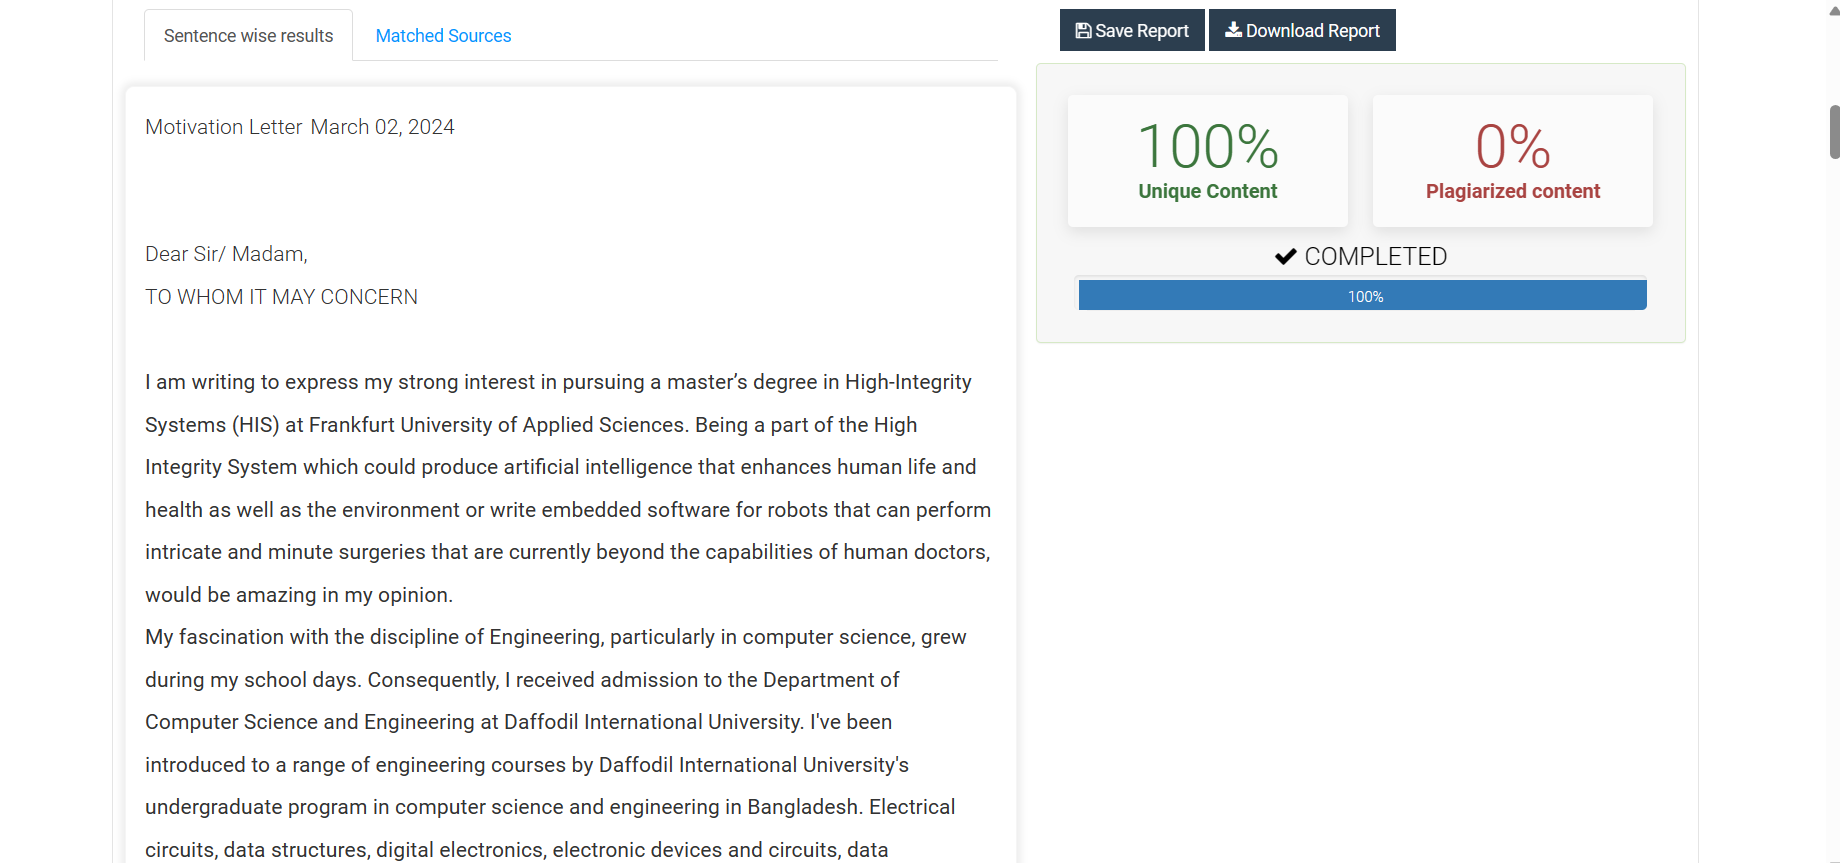 Sentence wise results
Matched Sources
Save Report
Download Report
Motivation Letter March 02, 2024
Dear Sir/ Madam,
TO WHOM IT MAY CONCERN
I am writing to express my strong interest in pursuing a master’s degree in High-Integrity
Systems (HIS) at Frankfurt University of Applied Sciences. Being a part of the High
Integrity System which could produce artificial intelligence that enhances human life and
health as well as the environment or write embedded software for robots that can perform
intricate and minute surgeries that are currently beyond the capabilities of human doctors,
would be amazing in my opinion.
My fascination with the discipline of Engineering, particularly in computer science, grew
during my school days. Consequently, I received admission to the Department of
Computer Science and Engineering at Daffodil International University. I've been
introduced to a range of engineering courses by Daffodil International University's
undergraduate program in computer science and engineering in Bangladesh. Electrical
circuits, data structures, digital electronics, electronic devices and circuits, data
100%
Unique Content
0%
Plagiarized content
COMPLETED
100%